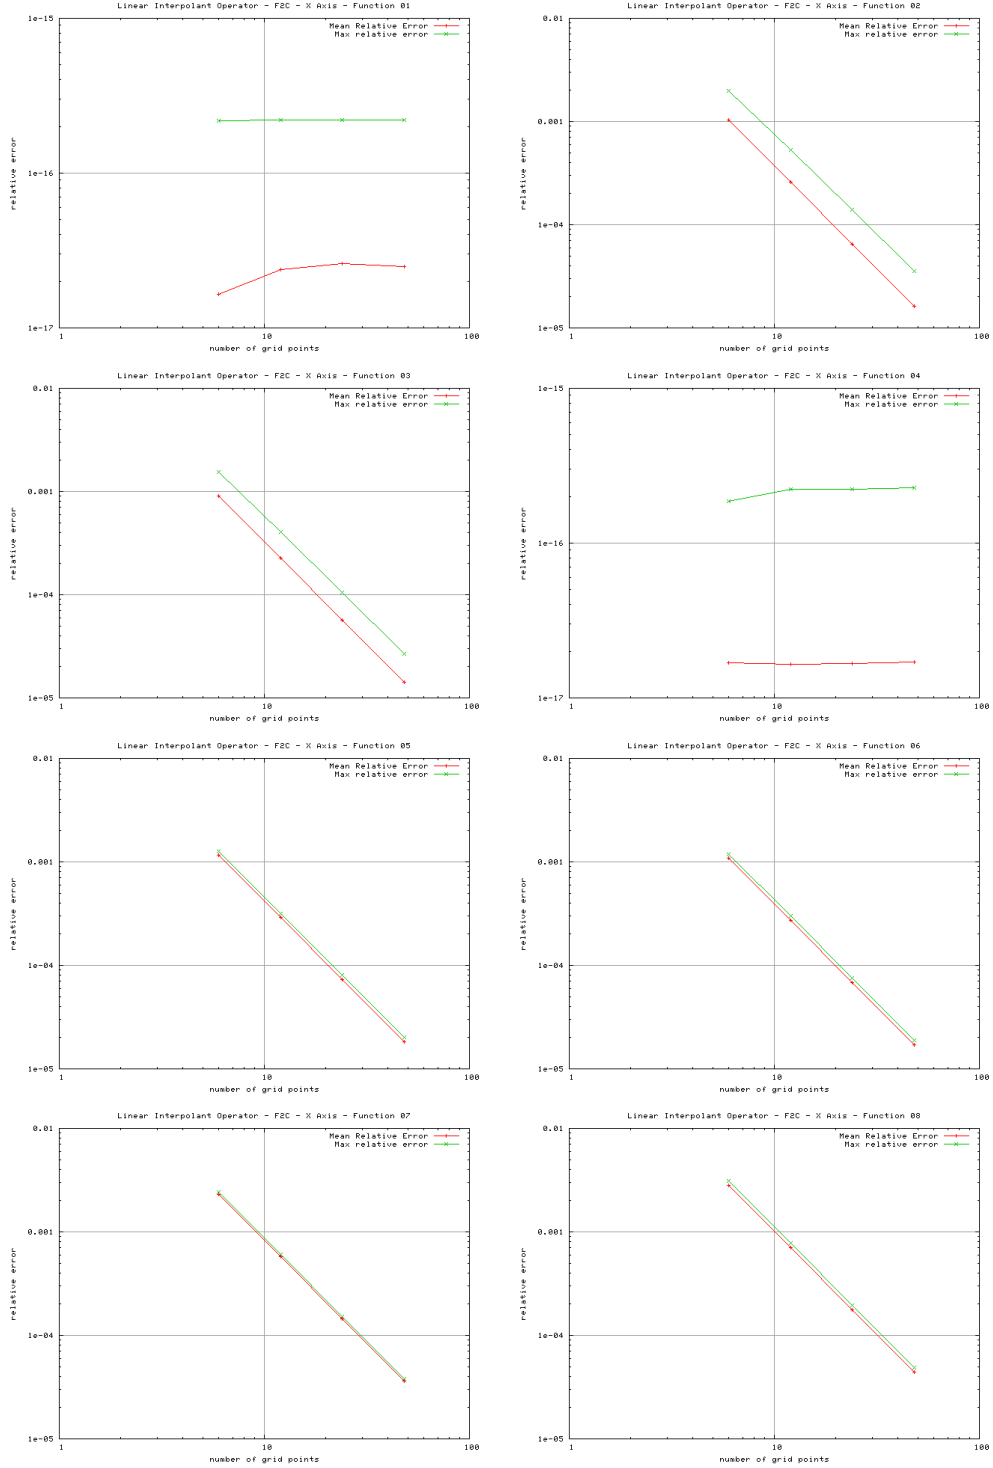 Linear Interpolant Operator - F2C - X Axis - Function 01
1e-15
Mean Relative Error
Max relative error
1e-16
1e-17
relative error
1 10 100
number of grid points
Linear Interpolant Operator - F2C - X Axis - Function 02
0.01
Mean Relative Error
Max relative error
0.001
1e-04
1e-05
relative error
1 10 100
number of grid points
Linear Interpolant Operator - F2C - X Axis - Function 03
0.01
Mean Relative Error
Max relative error
0.001
1e-04
1e-05
relative error
1 10 100
number of grid points
Linear Interpolant Operator - F2C - X Axis - Function 04
1e-15
Mean Relative Error
Max relative error
1e-16
1e-17
relative error
1 10 100
number of grid points
Linear Interpolant Operator - F2C - X Axis - Function 05
0.01
Mean Relative Error
Max relative error
0.001
1e-04
1e-05
relative error
1 10 100
number of grid points
Linear Interpolant Operator - F2C - X Axis - Function 06
0.01
Mean Relative Error
Max relative error
0.001
1e-04
1e-05
relative error
1 10 100
number of grid points
Linear Interpolant Operator - F2C - X Axis - Function 07
0.01
Mean Relative Error
Max relative error
0.001
1e-04
1e-05
relative error
1 10 100
number of grid points
Linear Interpolant Operator - F2C - X Axis - Function 08
0.01
Mean Relative Error
Max relative error
0.001
1e-04
1e-05
relative error
1 10 100
number of grid points